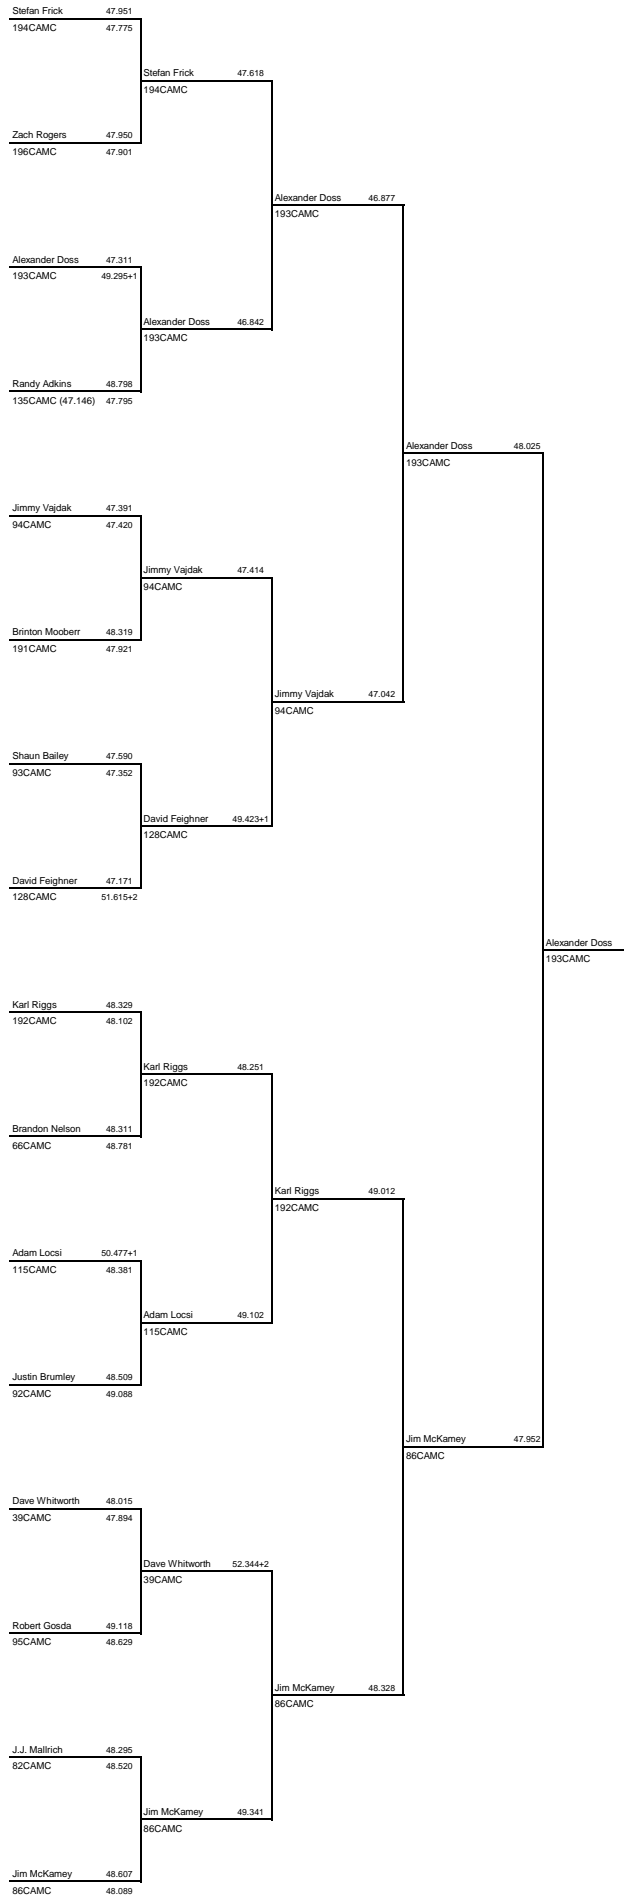 Stefan Frick 47.951
194CAMC 47.775
Stefan Frick 47.618
194CAMC
Zach Rogers 47.950
196CAMC 47.901
Alexander Doss 46.877
193CAMC
Alexander Doss 47.311
193CAMC 49.295+1
Alexander Doss 46.842
193CAMC
Randy Adkins 48.798
135CAMC (47.146) 47.795
Alexander Doss 48.025
193CAMC
Jimmy Vajdak 47.391
94CAMC 47.420
Jimmy Vajdak 47.414
94CAMC
Brinton Mooberr 48.319
191CAMC 47.921
Jimmy Vajdak 47.042
94CAMC
Shaun Bailey 47.590
93CAMC 47.352
David Feighner 49.423+1
128CAMC
David Feighner 47.171
128CAMC 51.615+2
Alexander Doss
193CAMC
Karl Riggs 48.329
192CAMC 48.102
Karl Riggs 48.251
192CAMC
Brandon Nelson 48.311
66CAMC 48.781
Karl Riggs 49.012
192CAMC
Adam Locsi 50.477+1
115CAMC 48.381
Adam Locsi 49.102
115CAMC
Justin Brumley 48.509
92CAMC 49.088
Jim McKamey 47.952
86CAMC
Dave Whitworth 48.015
39CAMC 47.894
Dave Whitworth 52.344+2
39CAMC
Robert Gosda 49.118
95CAMC 48.629
Jim McKamey 48.328
86CAMC
J.J. Mallrich 48.295
82CAMC 48.520
Jim McKamey 49.341
86CAMC
Jim McKamey 48.607
86CAMC 48.089